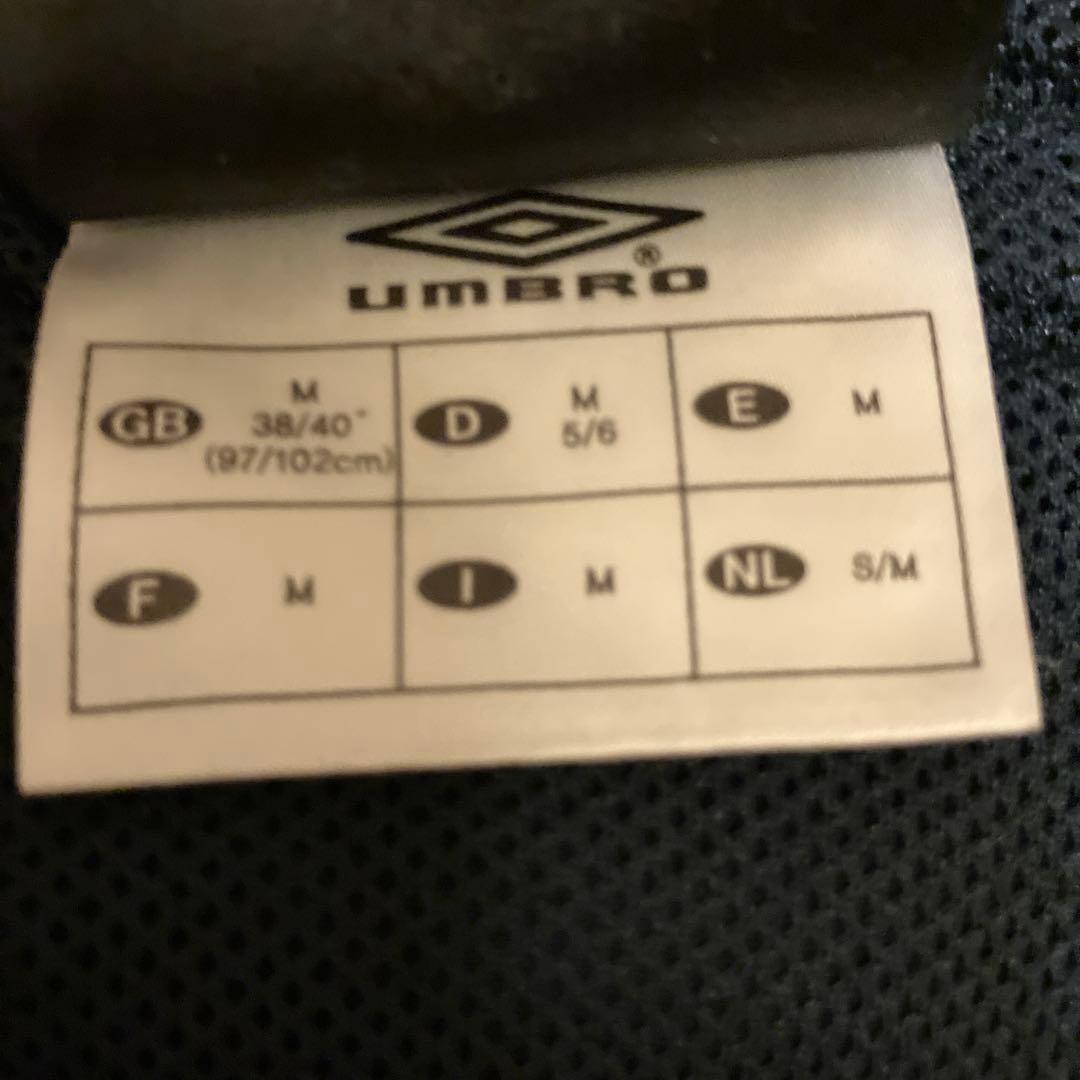 UMBRO®
GB M
38/40"
(97/102cm)
D M
5/6
E M
F M
I M
NL S/M